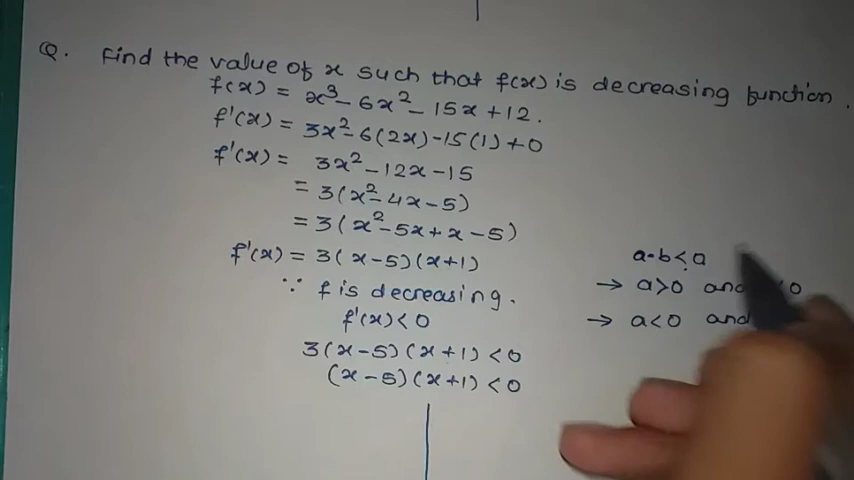 Q. Find the value of x such that f(x) is decreasing function.
f(x) = x³ - 6x² - 15x + 12.
f'(x) = 3x² - 6(2x) - 15(1) + 0
f'(x) = 3x² - 12x - 15
= 3(x² - 4x - 5)
= 3(x² - 5x + x - 5)
f'(x) = 3(x-5)(x+1)
∵ f is decreasing.
f'(x) < 0
3(x-5)(x+1) < 0
(x-5)(x+1) < 0
a·b < 0
→ a>0 and <0
→ a<0 and